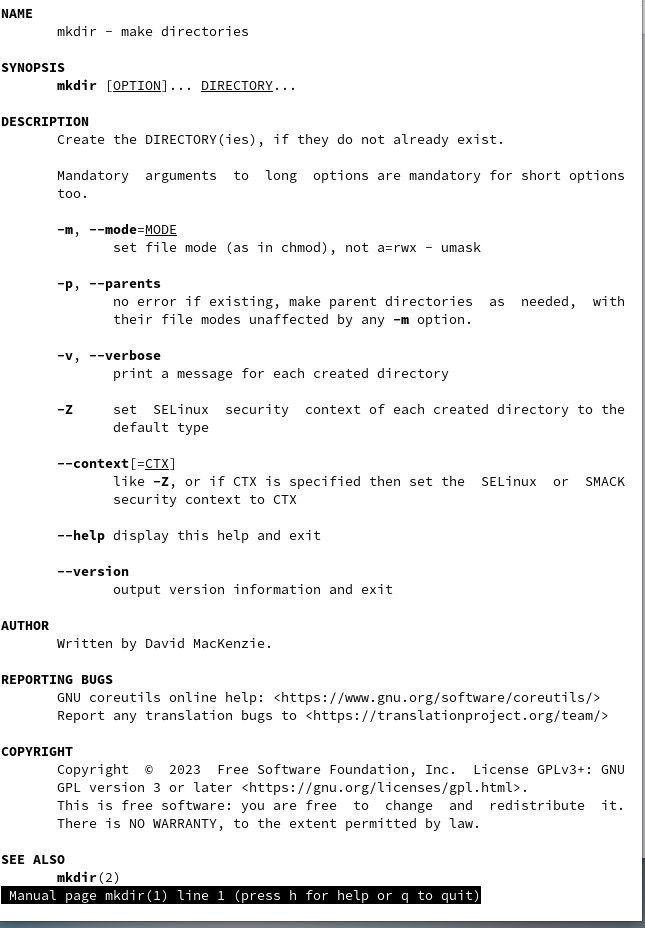 NAME
mkdir - make directories
SYNOPSIS
mkdir [OPTION]... DIRECTORY...
DESCRIPTION
Create the DIRECTORY(ies), if they do not already exist.
Mandatory arguments to long options are mandatory for short options
too.
-m, --mode=MODE
set file mode (as in chmod), not a=rwx - umask
-p, --parents
no error if existing, make parent directories as needed, with
their file modes unaffected by any -m option.
-v, --verbose
print a message for each created directory
-Z set SELinux security context of each created directory to the
default type
--context[=CTX]
like -Z, or if CTX is specified then set the SELinux or SMACK
security context to CTX
--help display this help and exit
--version
output version information and exit
AUTHOR
Written by David MacKenzie.
REPORTING BUGS
GNU coreutils online help: <https://www.gnu.org/software/coreutils/>
Report any translation bugs to <https://translationproject.org/team/>
COPYRIGHT
Copyright © 2023 Free Software Foundation, Inc. License GPLv3+: GNU
GPL version 3 or later <https://gnu.org/licenses/gpl.html>.
This is free software: you are free to change and redistribute it.
There is NO WARRANTY, to the extent permitted by law.
SEE ALSO
mkdir(2)
Manual page mkdir(1) line 1 (press h for help or q to quit)